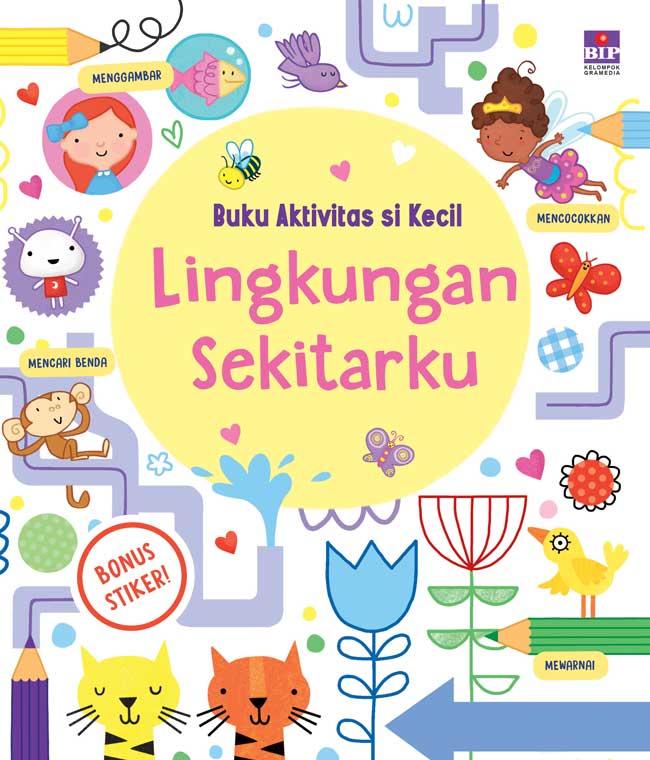 BIP
KELOMPOK
GRAMEDIA
MENGGAMBAR
MENCOCOKKAN
Buku Aktivitas si Kecil
Lingkungan
Sekitarku
MENCARI BENDA
BONUS
STIKER!
MEWARNAI